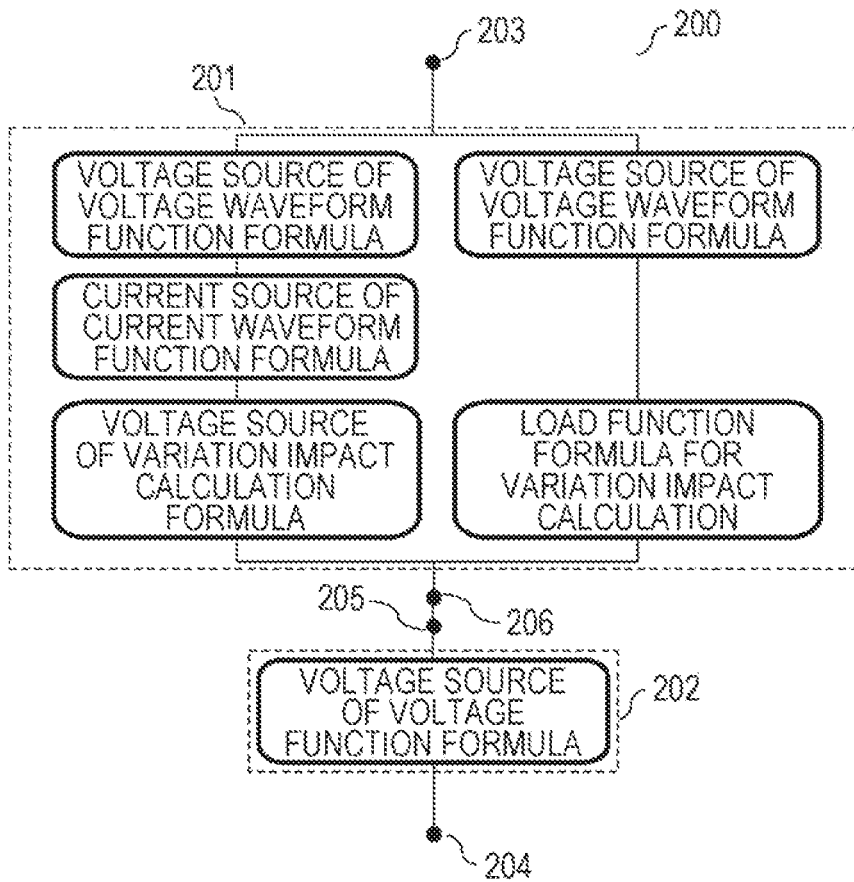 203
200
201
VOLTAGE SOURCE OF
VOLTAGE WAVEFORM
FUNCTION FORMULA
VOLTAGE SOURCE OF
VOLTAGE WAVEFORM
FUNCTION FORMULA
CURRENT SOURCE OF
CURRENT WAVEFORM
FUNCTION FORMULA
VOLTAGE SOURCE
OF VARIATION IMPACT
CALCULATION
FORMULA
LOAD FUNCTION
FORMULA FOR
VARIATION IMPACT
CALCULATION
205
206
VOLTAGE SOURCE
OF VOLTAGE
FUNCTION FORMULA
202
204